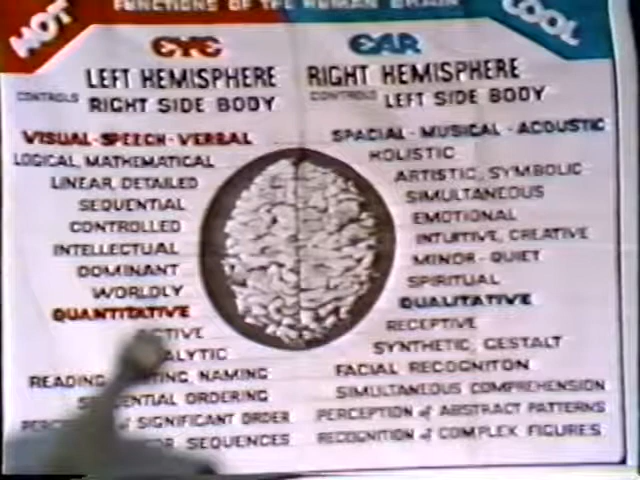 HOT
FUNCTIONS OF THE HUMAN BRAIN
COOL
EYE
LEFT HEMISPHERE
CONTROLS RIGHT SIDE BODY
VISUAL-SPEECH-VERBAL
LOGICAL, MATHEMATICAL
LINEAR, DETAILED
SEQUENTIAL
CONTROLLED
INTELLECTUAL
DOMINANT
WORLDLY
QUANTITATIVE
READING NAMING
ORDERING
of SIGNIFICANT ORDER
SEQUENCES
EAR
RIGHT HEMISPHERE
CONTROLS LEFT SIDE BODY
SPACIAL-MUSICAL-ACOUSTIC
HOLISTIC
ARTISTIC, SYMBOLIC
SIMULTANEOUS
EMOTIONAL
INTUITIVE, CREATIVE
MINOR-QUIET
SPIRITUAL
QUALITATIVE
RECEPTIVE
SYNTHETIC, GESTALT
FACIAL RECOGNITON
SIMULTANEOUS COMPREHENSION
PERCEPTION of ABSTRACT PATTERNS
RECOGNITION of COMPLEX FIGURES